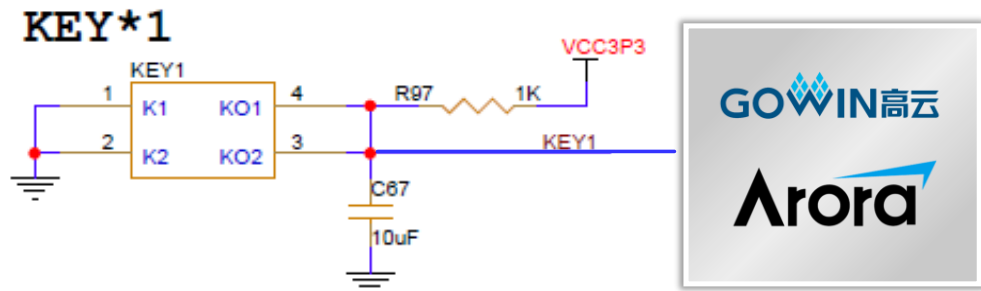 KEY*1
VCC3P3
KEY1
1 K1 KO1 4 R97 1K
2 K2 KO2 3 KEY1
C67
10uF
GOWIN高云
Arora